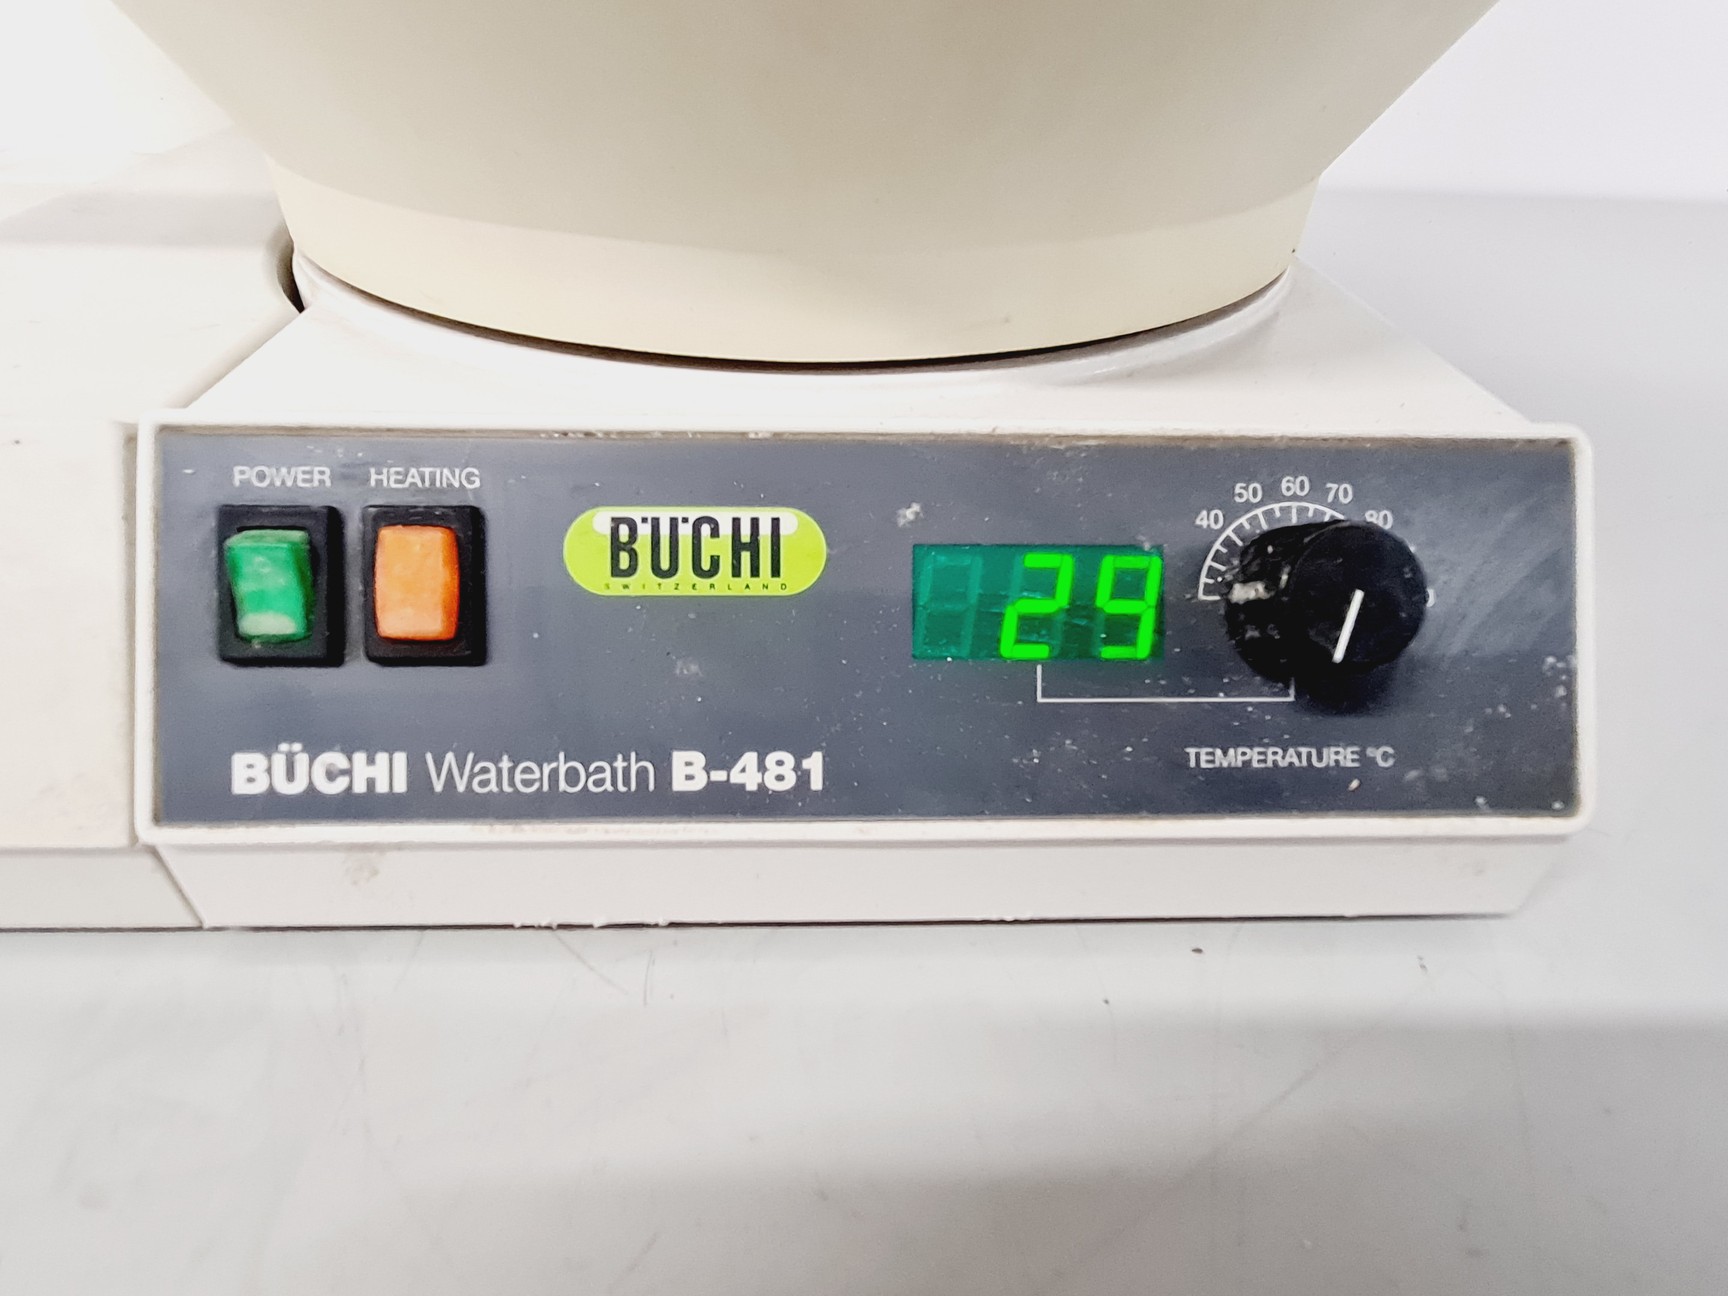 POWER HEATING
BÜCHI
SWITZERLAND
29
40 50 60 70 80
BÜCHI Waterbath B-481
TEMPERATURE °C